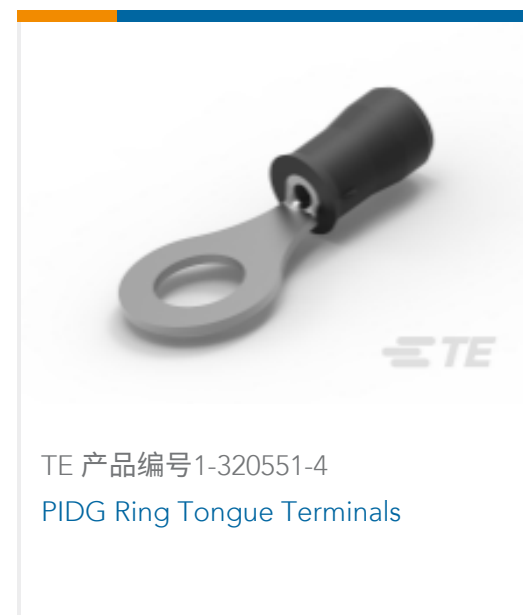 TE
TE 产品编号1-320551-4
PIDG Ring Tongue Terminals